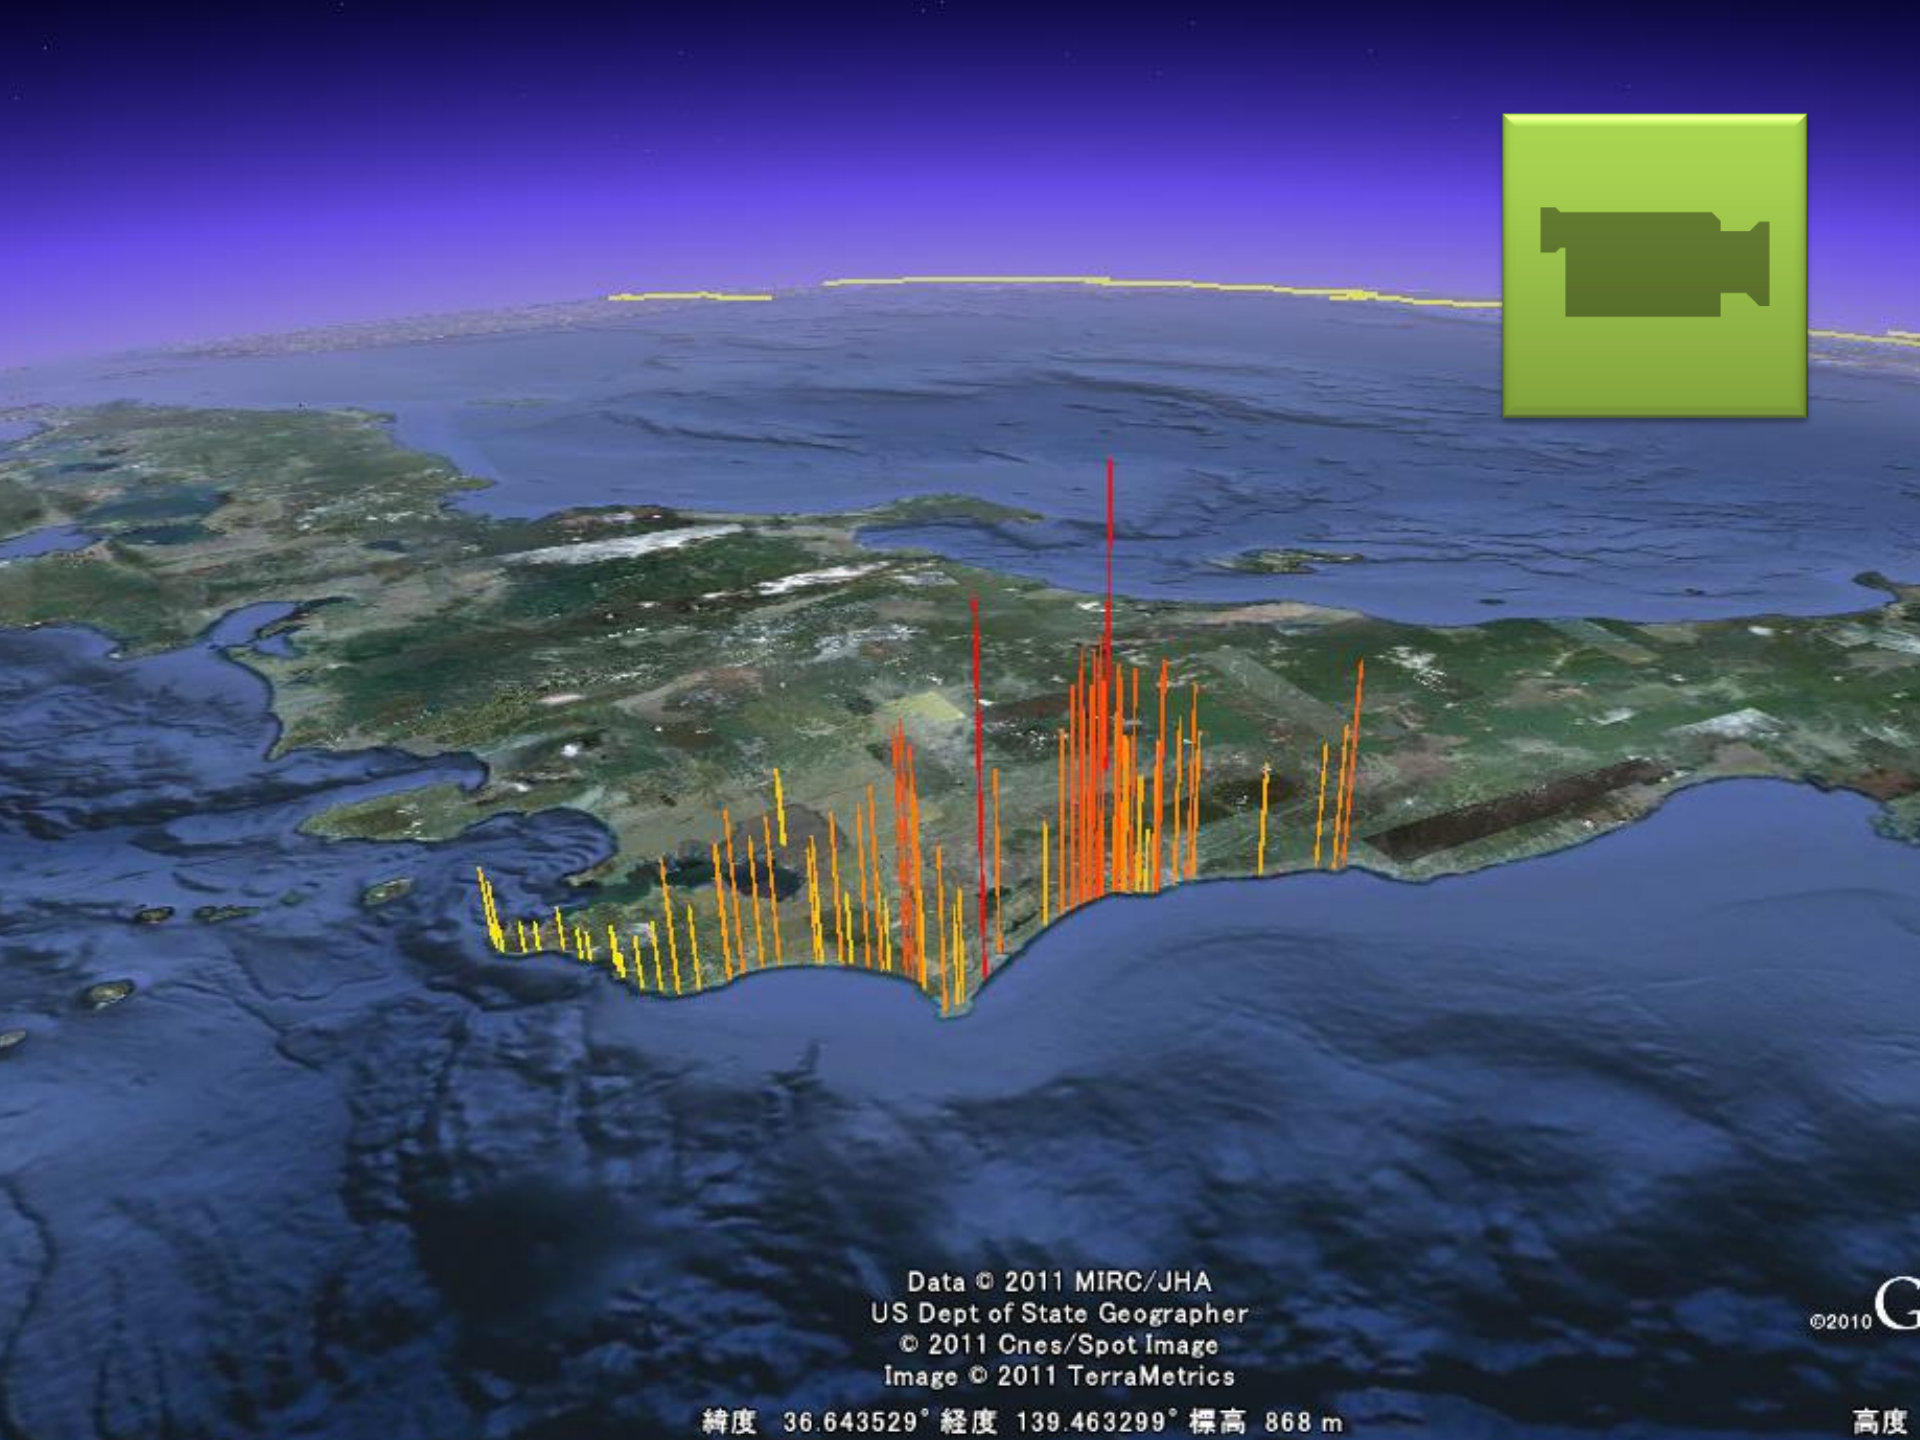 Data © 2011 MIRC/JHA
US Dept of State Geographer
© 2011 Cnes/Spot Image
Image © 2011 TerraMetrics
©2010 G
緯度 36.643529° 経度 139.463299° 標高 868 m
高度